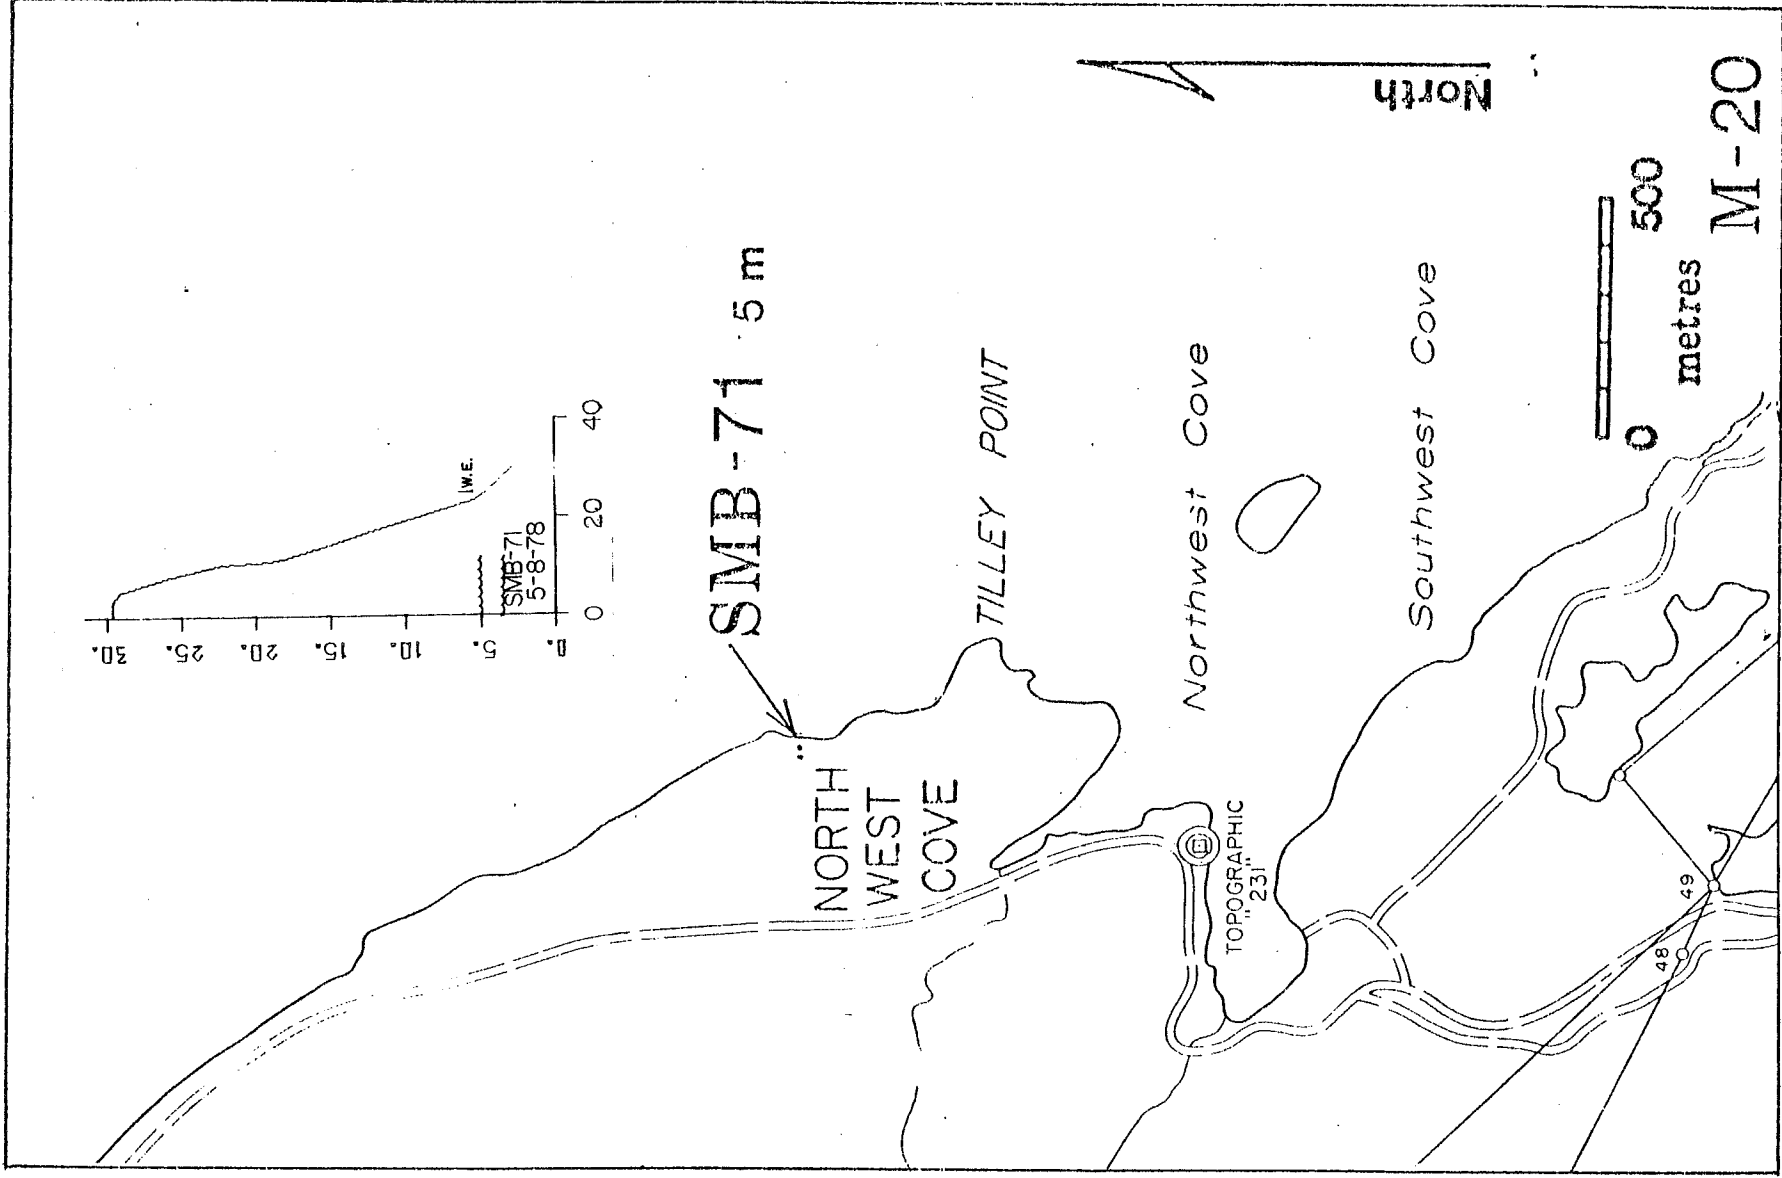 30.
25.
20.
15.
10.
5.
0.
0
20
40
W.E.
SMB-71
5-8-78
SMB-71 5 m
NORTH
WEST
COVE
TILLEY POINT
Northwest Cove
Southwest Cove
TOPOGRAPHIC
"231"
48
49
North
0 500
metres
M-20